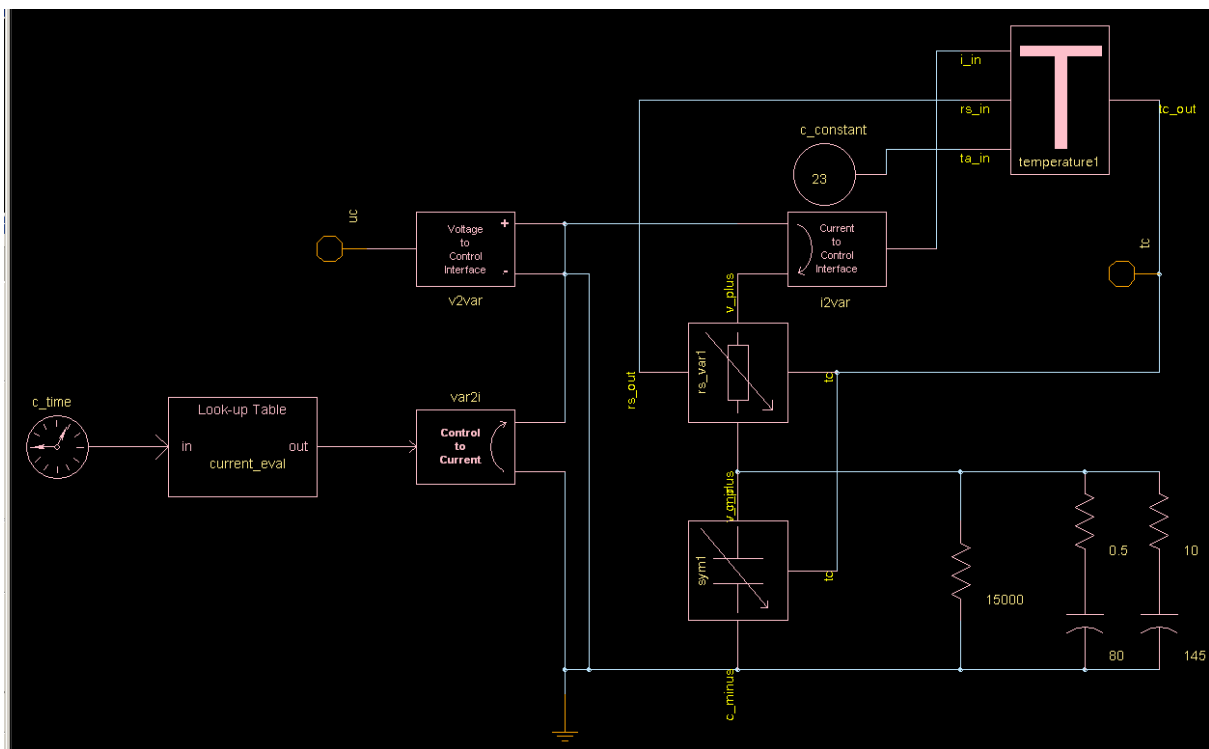 i_in
rs_in
tc_out
c_constant
ta_in
temperature1
23
uc
Voltage
to
Control
Interface
+
-
v2var
Current
to
Control
Interface
i2var
tc
v_plus
rs_var1
tc
rs_out
c_time
Look-up Table
in
out
current_eval
var2i
Control
to
Current
sym1
tc
15000
0.5
10
80
145
c_minus